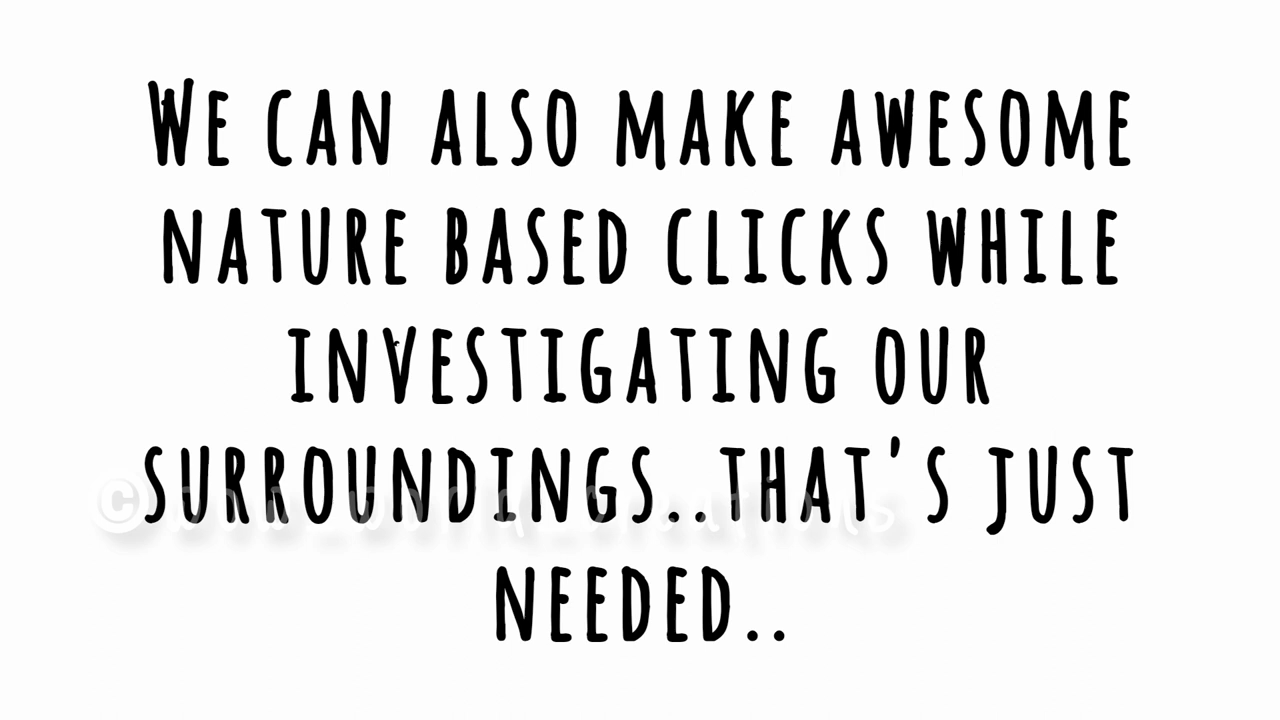 We can also make awesome
nature based clicks while
investigating our
surroundings..that's just
needed..